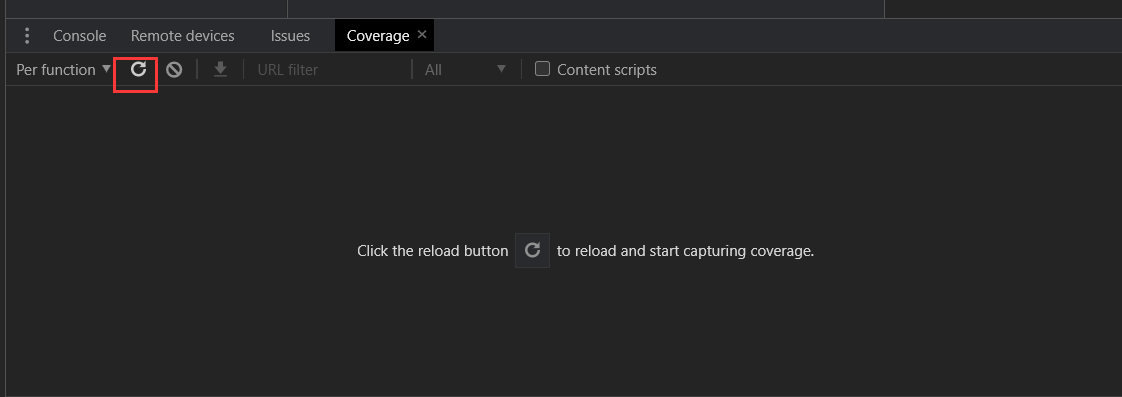 Console Remote devices Issues Coverage
Per function URL filter All Content scripts
Click the reload button to reload and start capturing coverage.